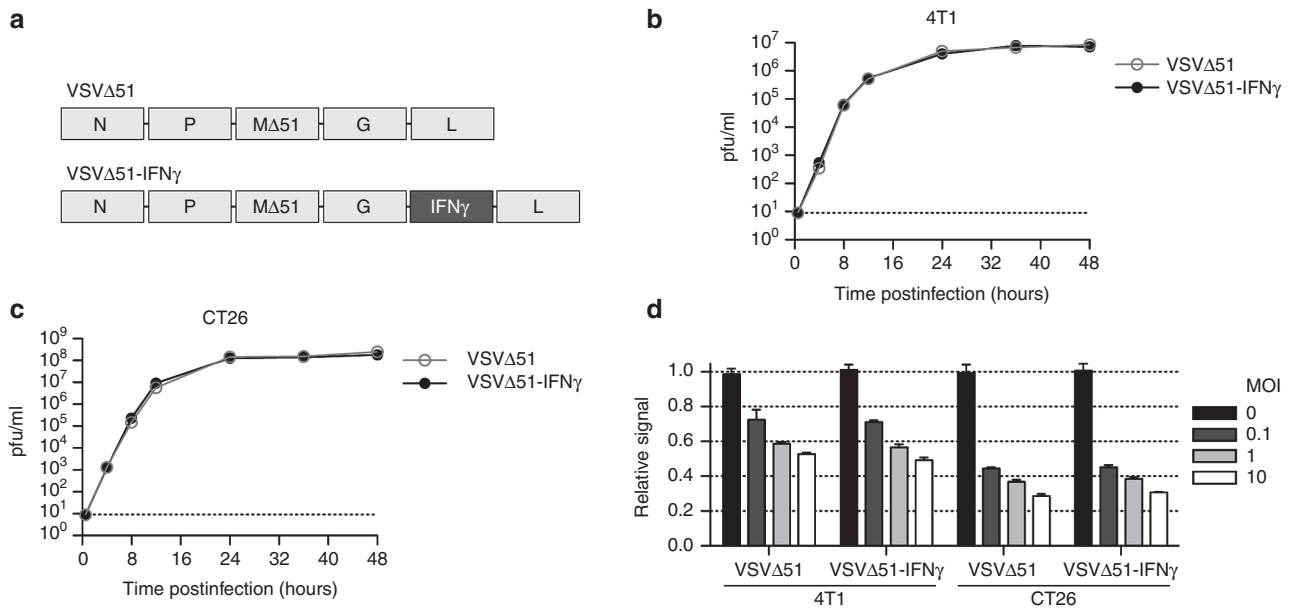 a
VSVΔ51
N P MΔ51 G L
VSVΔ51-IFNγ
N P MΔ51 G IFNγ L
b
4T1
10⁷
10⁶
10⁵
10⁴
10³
10²
10¹
10⁰
pfu/ml
0 8 16 24 32 40 48
Time postinfection (hours)
VSVΔ51
VSVΔ51-IFNγ
c
CT26
10⁹
10⁸
10⁷
10⁶
10⁵
10⁴
10³
10²
10¹
10⁰
pfu/ml
0 8 16 24 32 40 48
Time postinfection (hours)
VSVΔ51
VSVΔ51-IFNγ
d
1.0
0.8
0.6
0.4
0.2
0.0
Relative signal
VSVΔ51 VSVΔ51-IFNγ VSVΔ51 VSVΔ51-IFNγ
4T1 CT26
MOI
0
0.1
1
10